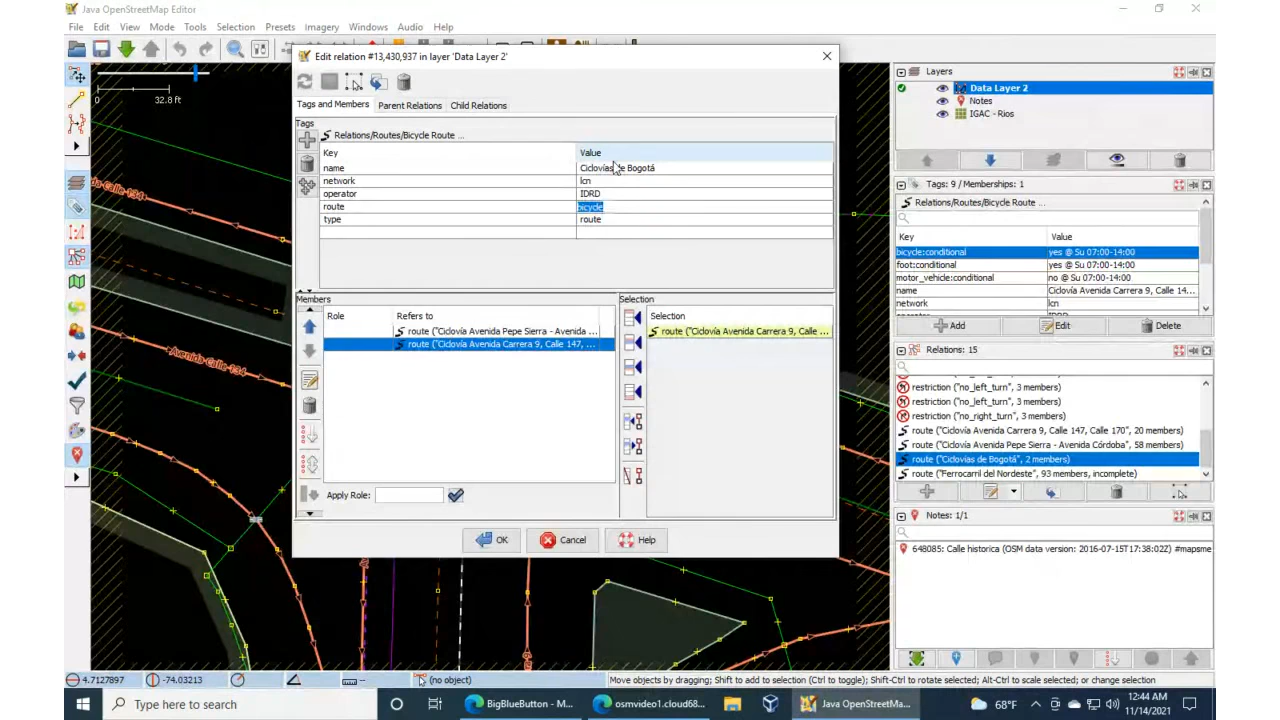 Java OpenStreetMap Editor
File Edit View Mode Tools Selection Presets Imagery Windows Audio Help
Edit relation #13,430,937 in layer 'Data Layer 2'
0 32.8 ft
Tags and Members Parent Relations Child Relations
Tags
Relations/Routes/Bicycle Route ...
Key Value
name Ciclovías de Bogotá
network lcn
operator IDRD
route bicycle
type route
Members Selection
Role Refers to Selection
route ("Ciclovía Avenida Pepe Sierra - Avenida ...
route ("Ciclovía Avenida Carrera 9, Calle 147, ...
route ("Ciclovía Avenida Carrera 9, Calle ...
Apply Role:
OK Cancel Help
Avenida Calle 134
Layers
Data Layer 2
Notes
IGAC - Rios
Tags: 9 / Memberships: 1
Relations/Routes/Bicycle Route ...
Key Value
bicycle:conditional yes @ Su 07:00-14:00
foot:conditional yes @ Su 07:00-14:00
motor_vehicle:conditional no @ Su 07:00-14:00
name Ciclovía Avenida Carrera 9, Calle 14...
network lcn
Add Edit Delete
Relations: 15
restriction ("no_left_turn", 3 members)
restriction ("no_left_turn", 3 members)
restriction ("no_right_turn", 3 members)
route ("Ciclovía Avenida Carrera 9, Calle 147, Calle 170", 20 members)
route ("Ciclovía Avenida Pepe Sierra - Avenida Córdoba", 58 members)
route ("Ciclovías de Bogotá", 2 members)
route ("Ferrocarril del Nordeste", 93 members, incomplete)
Notes: 1/1
648085: Calle historica (OSM data version: 2016-07-15T17:38:02Z) #mapsme
4.7127897 -74.03213 (no object) Move objects by dragging; Shift to add to selection (Ctrl to toggle); Shift-Ctrl to rotate selected; Alt-Ctrl to scale selected; or change selection
Type here to search
BigBlueButton - M... osmvideo1.cloud68... Java OpenStreetMa...
68°F
12:44 AM
11/14/2021